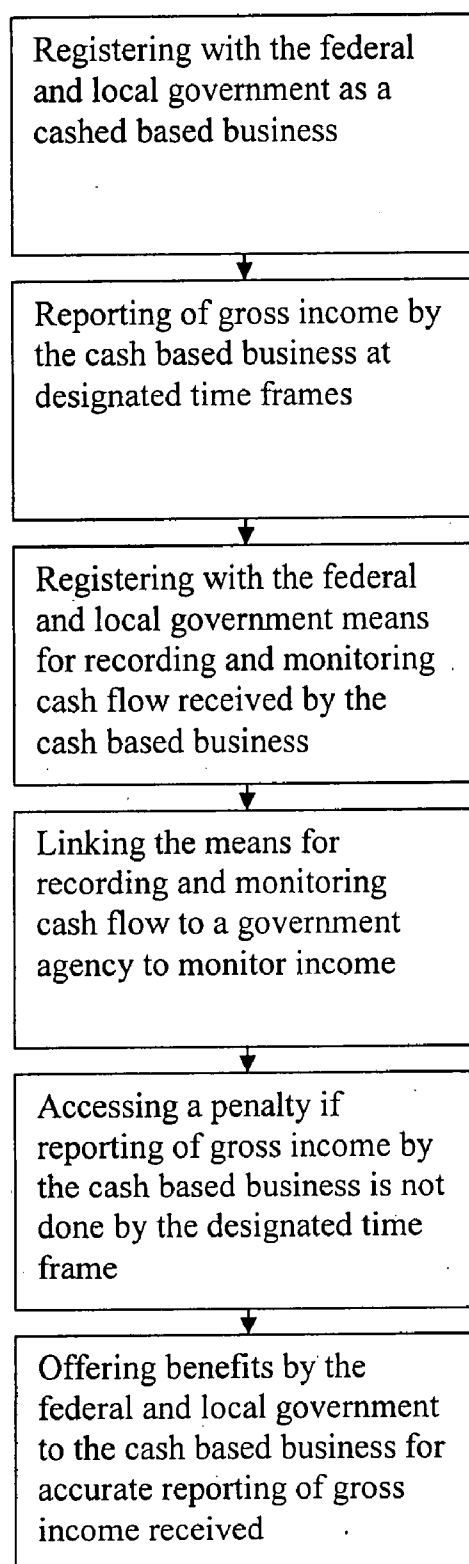 Registering with the federal
and local government as a
cashed based business
Reporting of gross income by
the cash based business at
designated time frames
Registering with the federal
and local government means
for recording and monitoring
cash flow received by the
cash based business
Linking the means for
recording and monitoring
cash flow to a government
agency to monitor income
Accessing a penalty if
reporting of gross income by
the cash based business is not
done by the designated time
frame
Offering benefits by the
federal and local government
to the cash based business for
accurate reporting of gross
income received